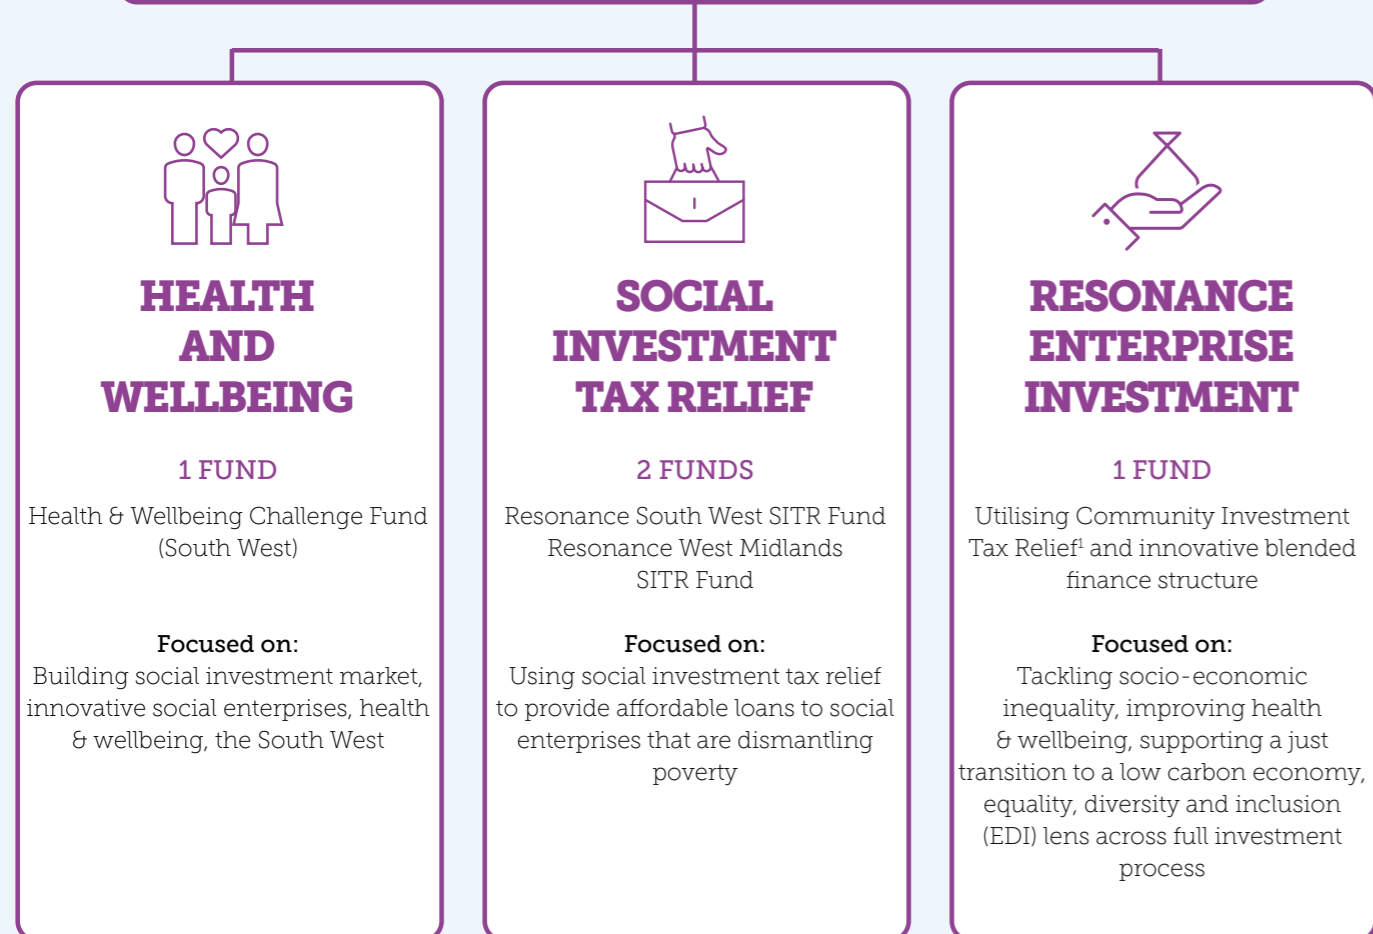 HEALTH
AND
WELLBEING
1 FUND
Health & Wellbeing Challenge Fund
(South West)
Focused on:
Building social investment market,
innovative social enterprises, health
& wellbeing, the South West
SOCIAL
INVESTMENT
TAX RELIEF
2 FUNDS
Resonance South West SITR Fund
Resonance West Midlands
SITR Fund
Focused on:
Using social investment tax relief
to provide affordable loans to social
enterprises that are dismantling
poverty
RESONANCE
ENTERPRISE
INVESTMENT
1 FUND
Utilising Community Investment
Tax Relief¹ and innovative blended
finance structure
Focused on:
Tackling socio-economic
inequality, improving health
& wellbeing, supporting a just
transition to a low carbon economy,
equality, diversity and inclusion
(EDI) lens across full investment
process